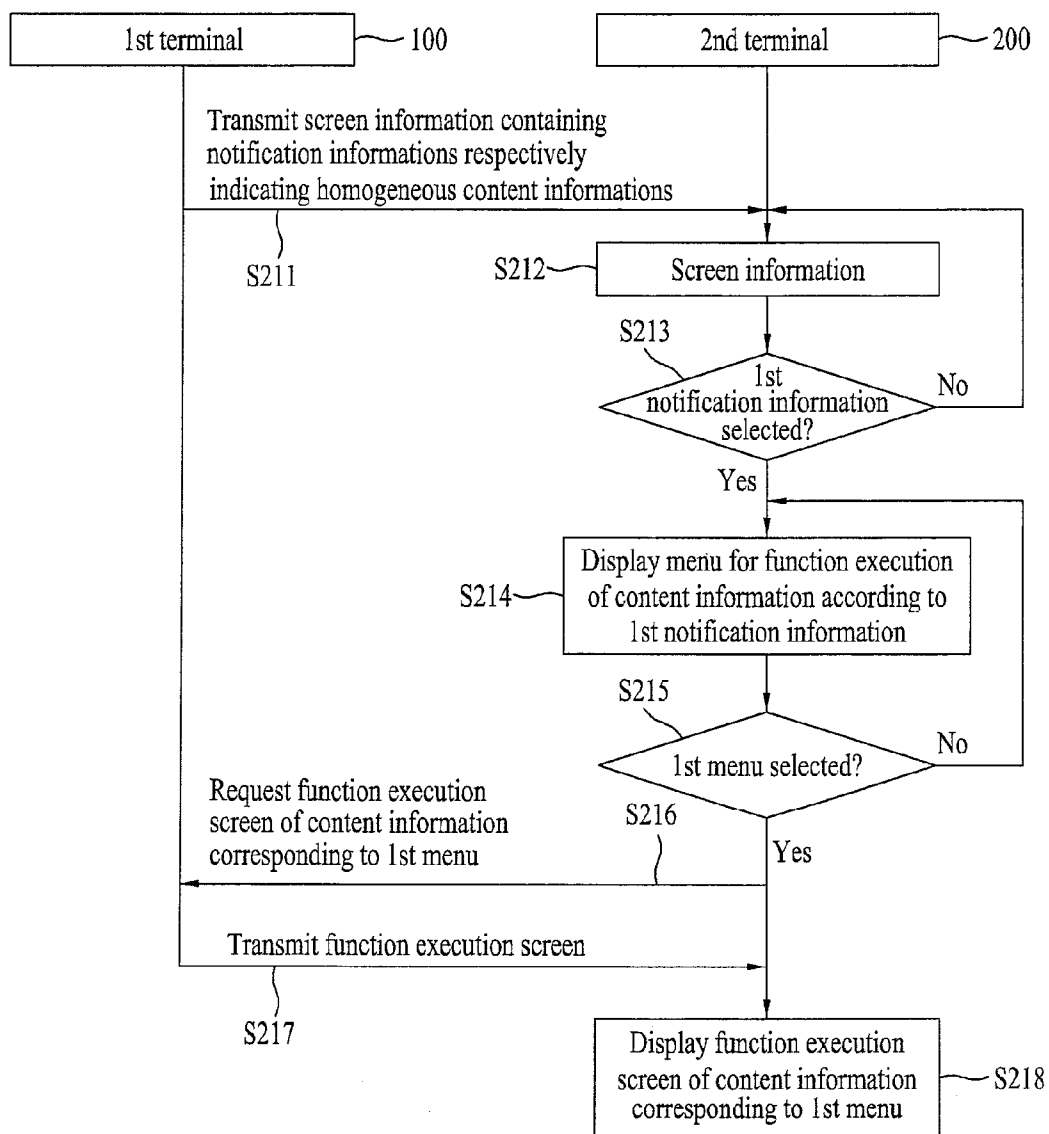 1st terminal
100
2nd terminal
200
Transmit screen information containing
notification informations respectively
indicating homogeneous content informations
S211
S212
Screen information
S213
1st
notification information
selected?
No
Yes
S214
Display menu for function execution
of content information according to
1st notification information
S215
1st menu selected?
No
Request function execution
screen of content information
corresponding to 1st menu
S216
Yes
Transmit function execution screen
S217
Display function execution
screen of content information
corresponding to 1st menu
S218